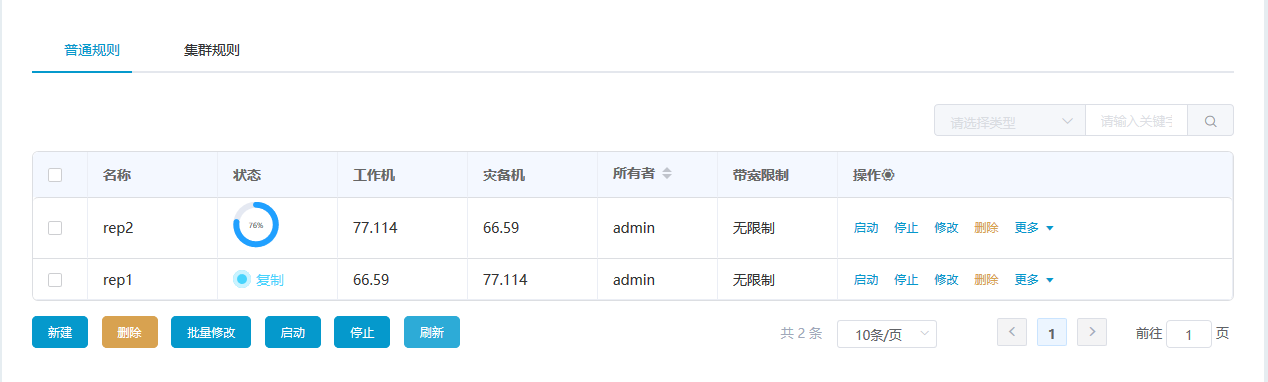 普通规则 集群规则
请选择类型 请输入关键字
名称 状态 工作机 灾备机 所有者 带宽限制 操作
rep2 76% 77.114 66.59 admin 无限制 启动 停止 修改 删除 更多
rep1 复制 66.59 77.114 admin 无限制 启动 停止 修改 删除 更多
新建 删除 批量修改 启动 停止 刷新 共 2 条 10条/页 1 前往 1 页